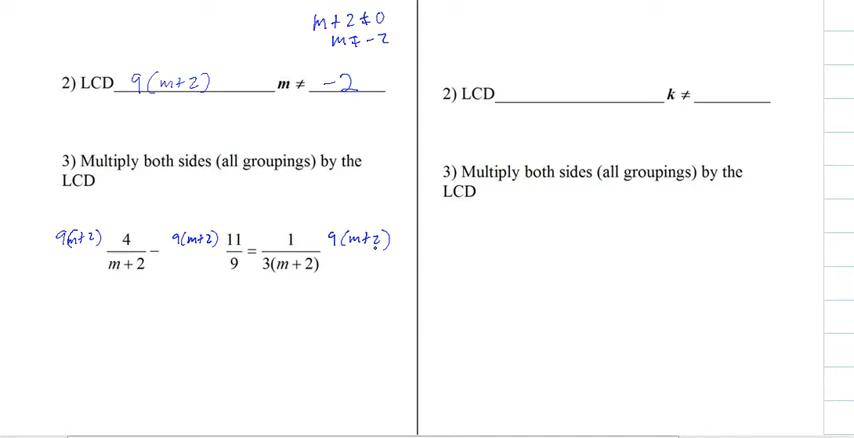 m+2≠0
m≠-2
2) LCD 9(m+2) m ≠ -2
3) Multiply both sides (all groupings) by the
LCD
9(m+2) 4/(m+2) − 9(m+2) 11/9 = 1/(3(m+2)) 9(m+2)
2) LCD____________________ k ≠ _________
3) Multiply both sides (all groupings) by the
LCD